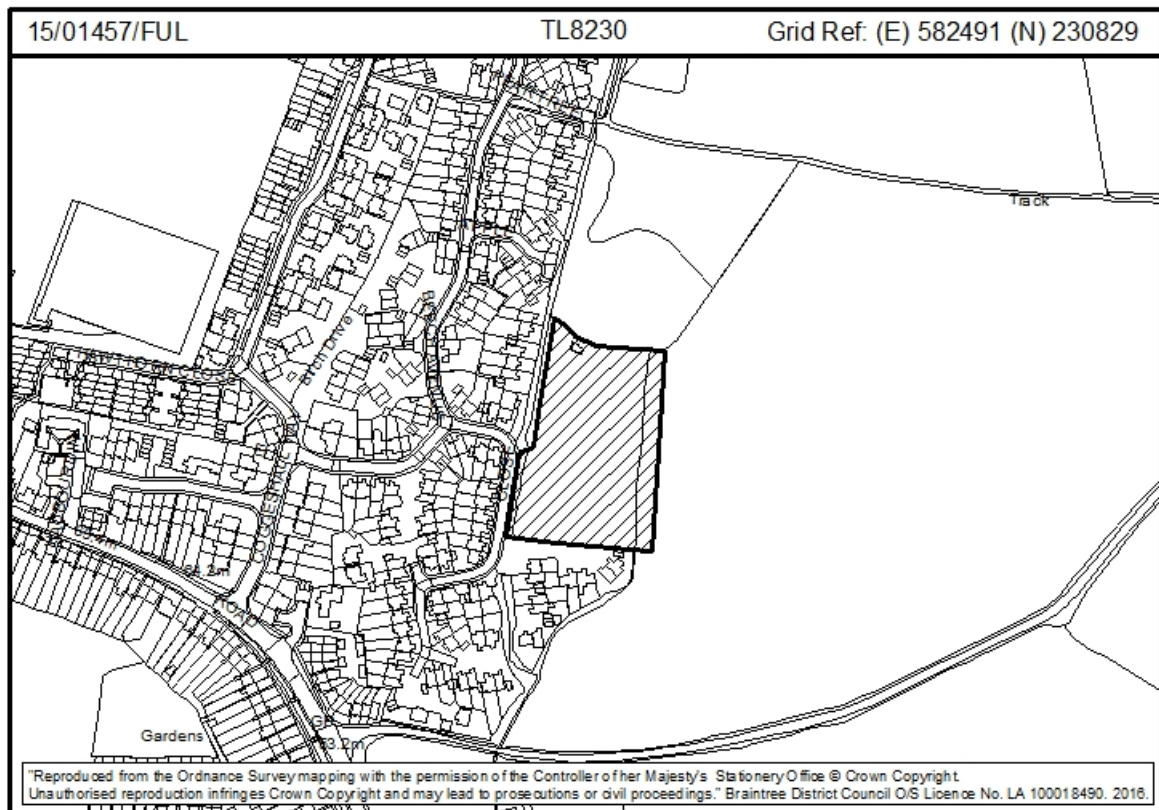 15/01457/FUL TL8230 Grid Ref: (E) 582491 (N) 230829
Track
Birch Drive
CLOSE
ROAD
Gardens
"Reproduced from the Ordnance Survey mapping with the permission of the Controller of her Majesty's Stationery Office © Crown Copyright.
Unauthorised reproduction infringes Crown Copyright and may lead to prosecutions or civil proceedings." Braintree District Council O/S Licence No. LA 100018490. 2016.